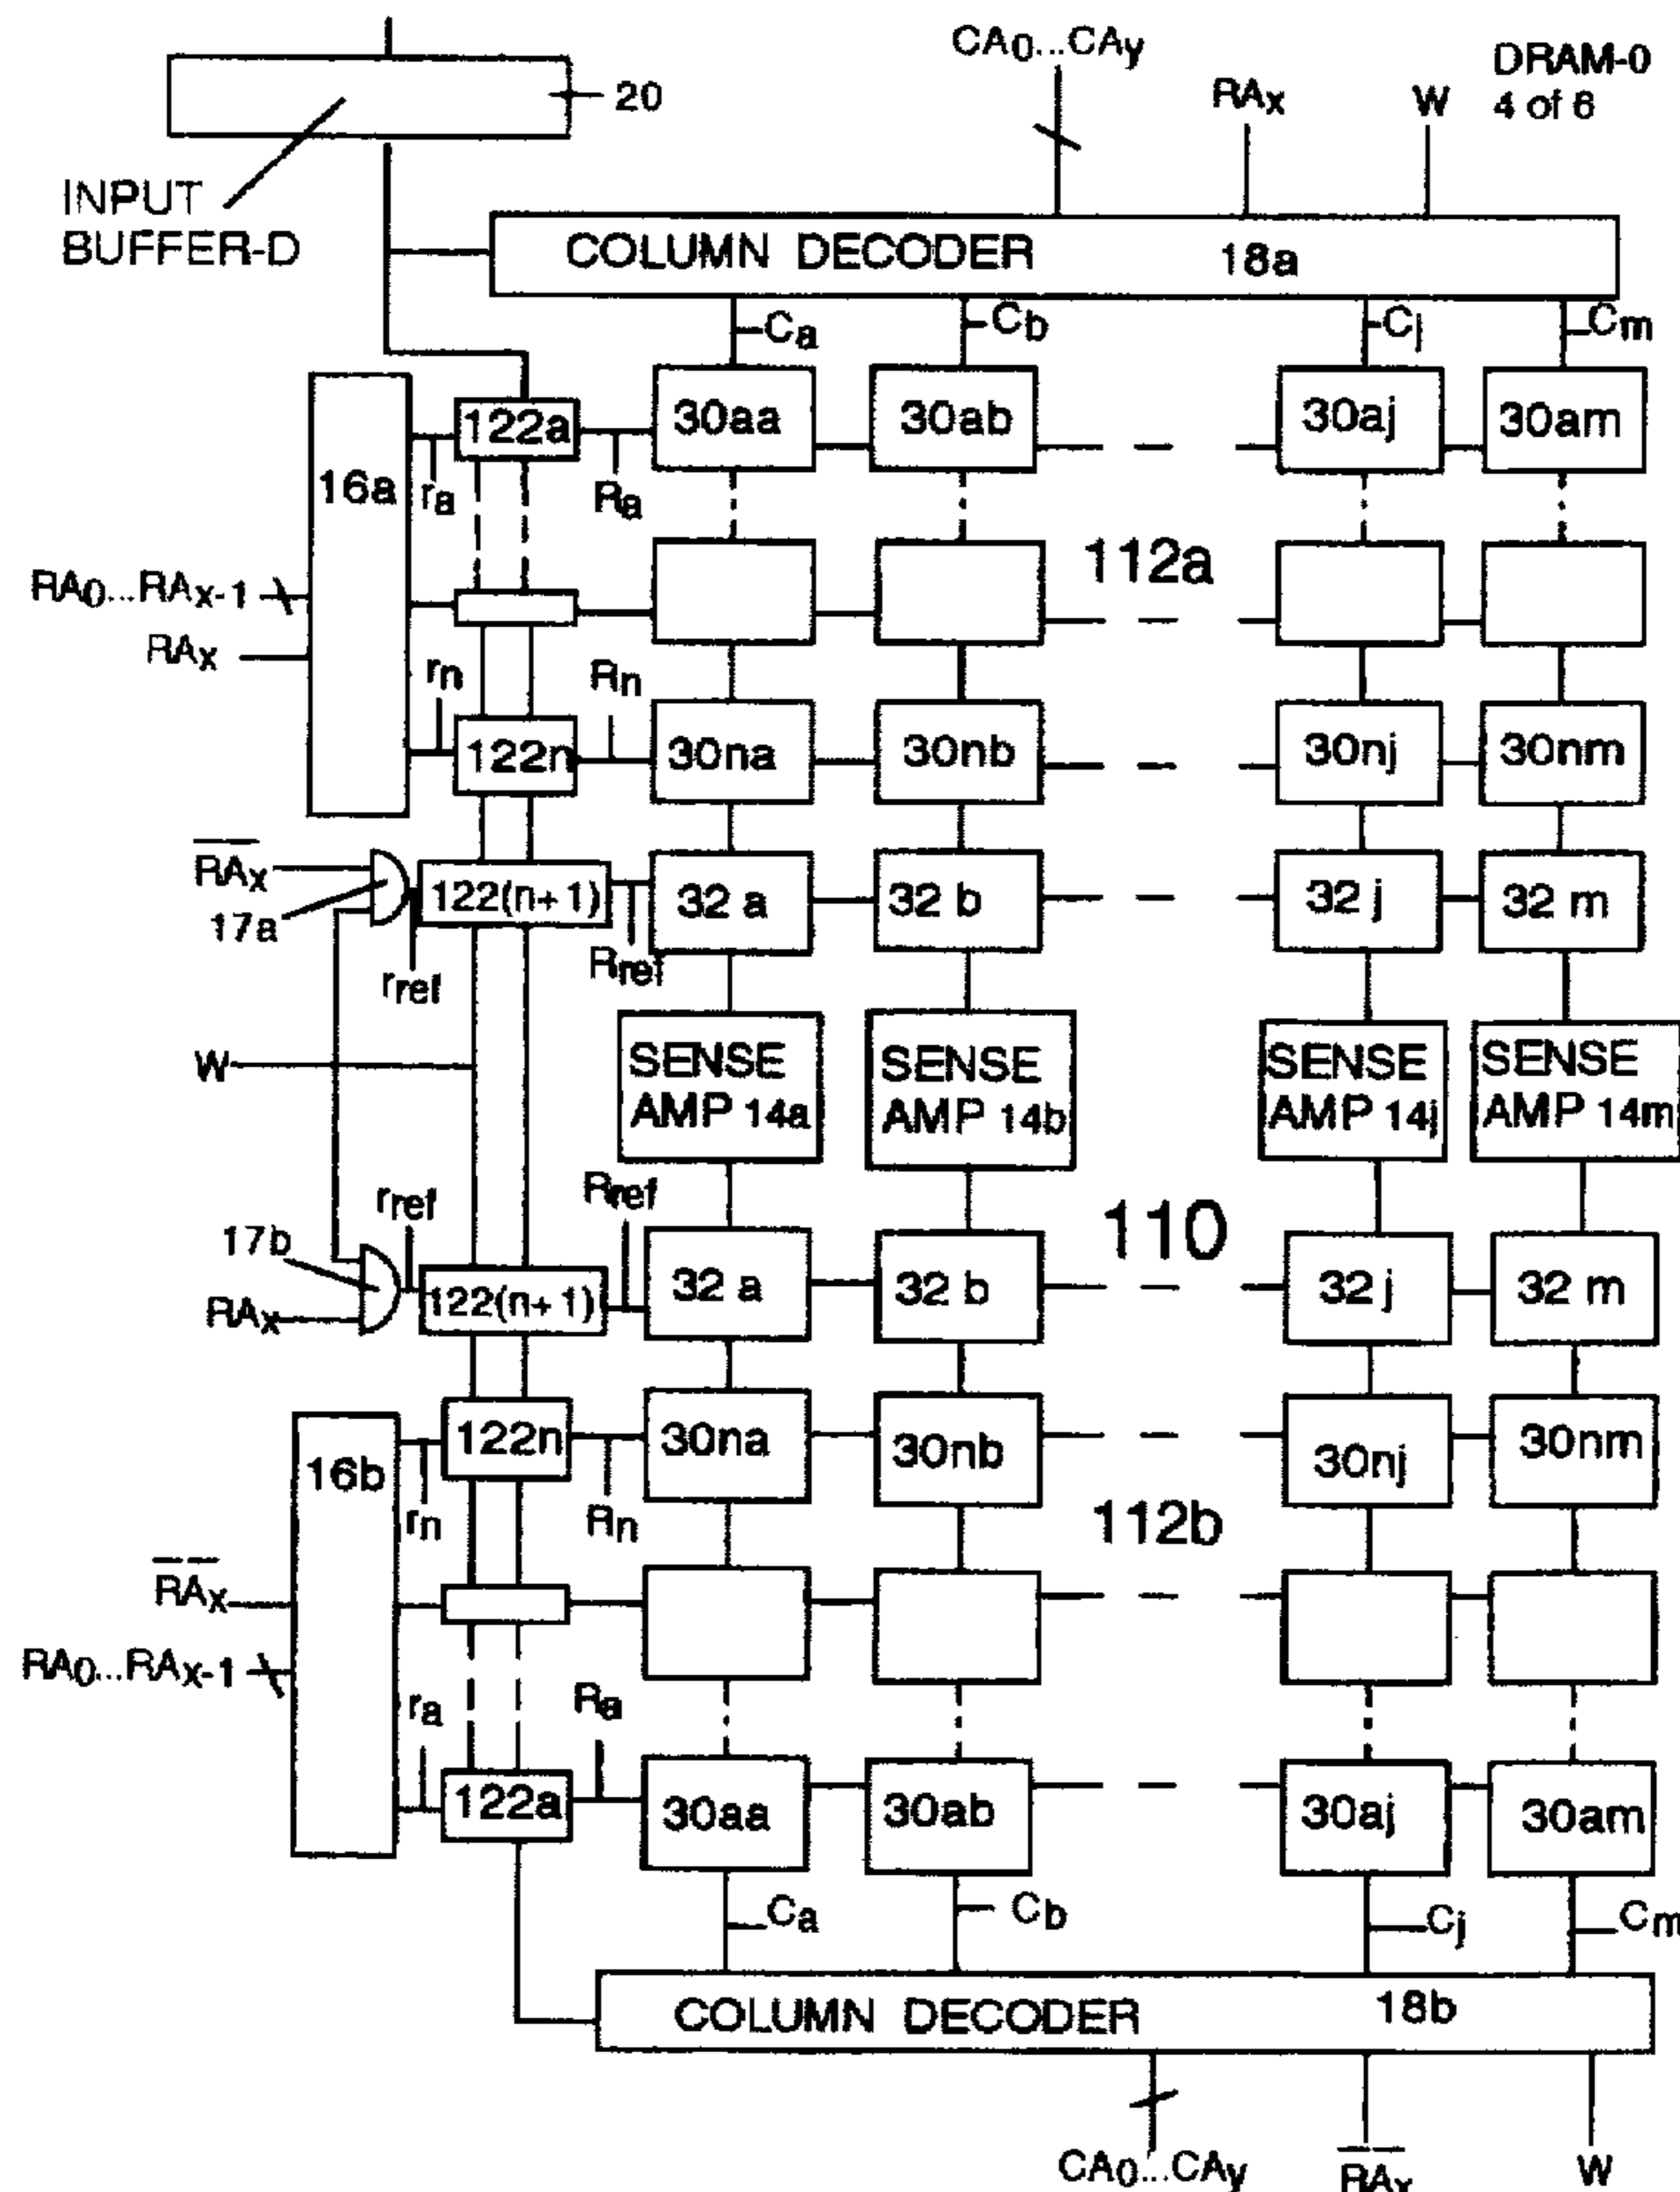 CA0...CAy
DRAM-0
20
RAx
W
4 of 6
INPUT
BUFFER-D
COLUMN DECODER 18a
Ca
Cb
Cj
Cm
122a
30aa
30ab
30aj
30am
16a
ra
Ra
112a
RA0...RAx-1
RAx
rn
Rn
122n
30na
30nb
30nj
30nm
R̅A̅x
17a
122(n+1)
32 a
32 b
32 j
32 m
rref
Rref
W
SENSE
AMP 14a
SENSE
AMP 14b
SENSE
AMP 14j
SENSE
AMP 14m
rref
Rref
110
17b
RAx
122(n+1)
32 a
32 b
32 j
32 m
122n
30na
30nb
30nj
30nm
16b
rn
Rn
112b
R̅A̅x
RA0...RAx-1
ra
Ra
122a
30aa
30ab
30aj
30am
Ca
Cb
Cj
Cm
COLUMN DECODER 18b
CA0...CAy
R̅A̅x
W